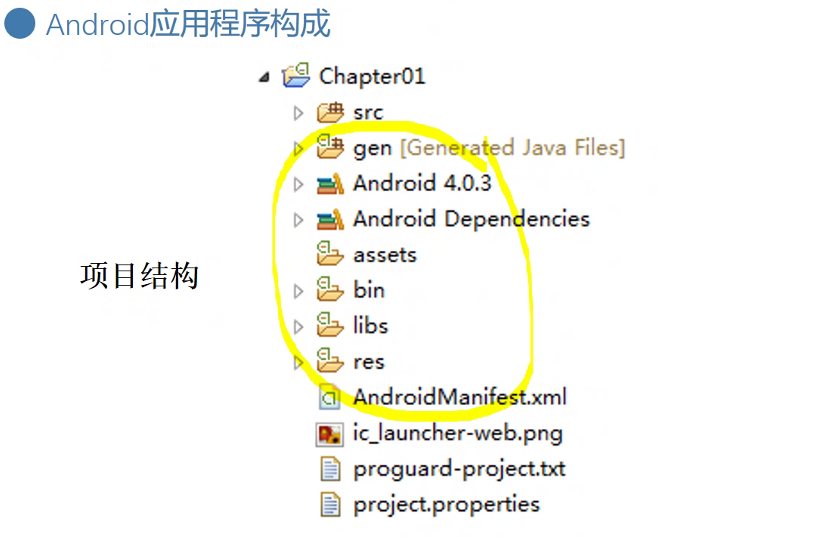 Android应用程序构成
Chapter01
src
gen [Generated Java Files]
Android 4.0.3
Android Dependencies
assets
项目结构
bin
libs
res
AndroidManifest.xml
ic_launcher-web.png
proguard-project.txt
project.properties